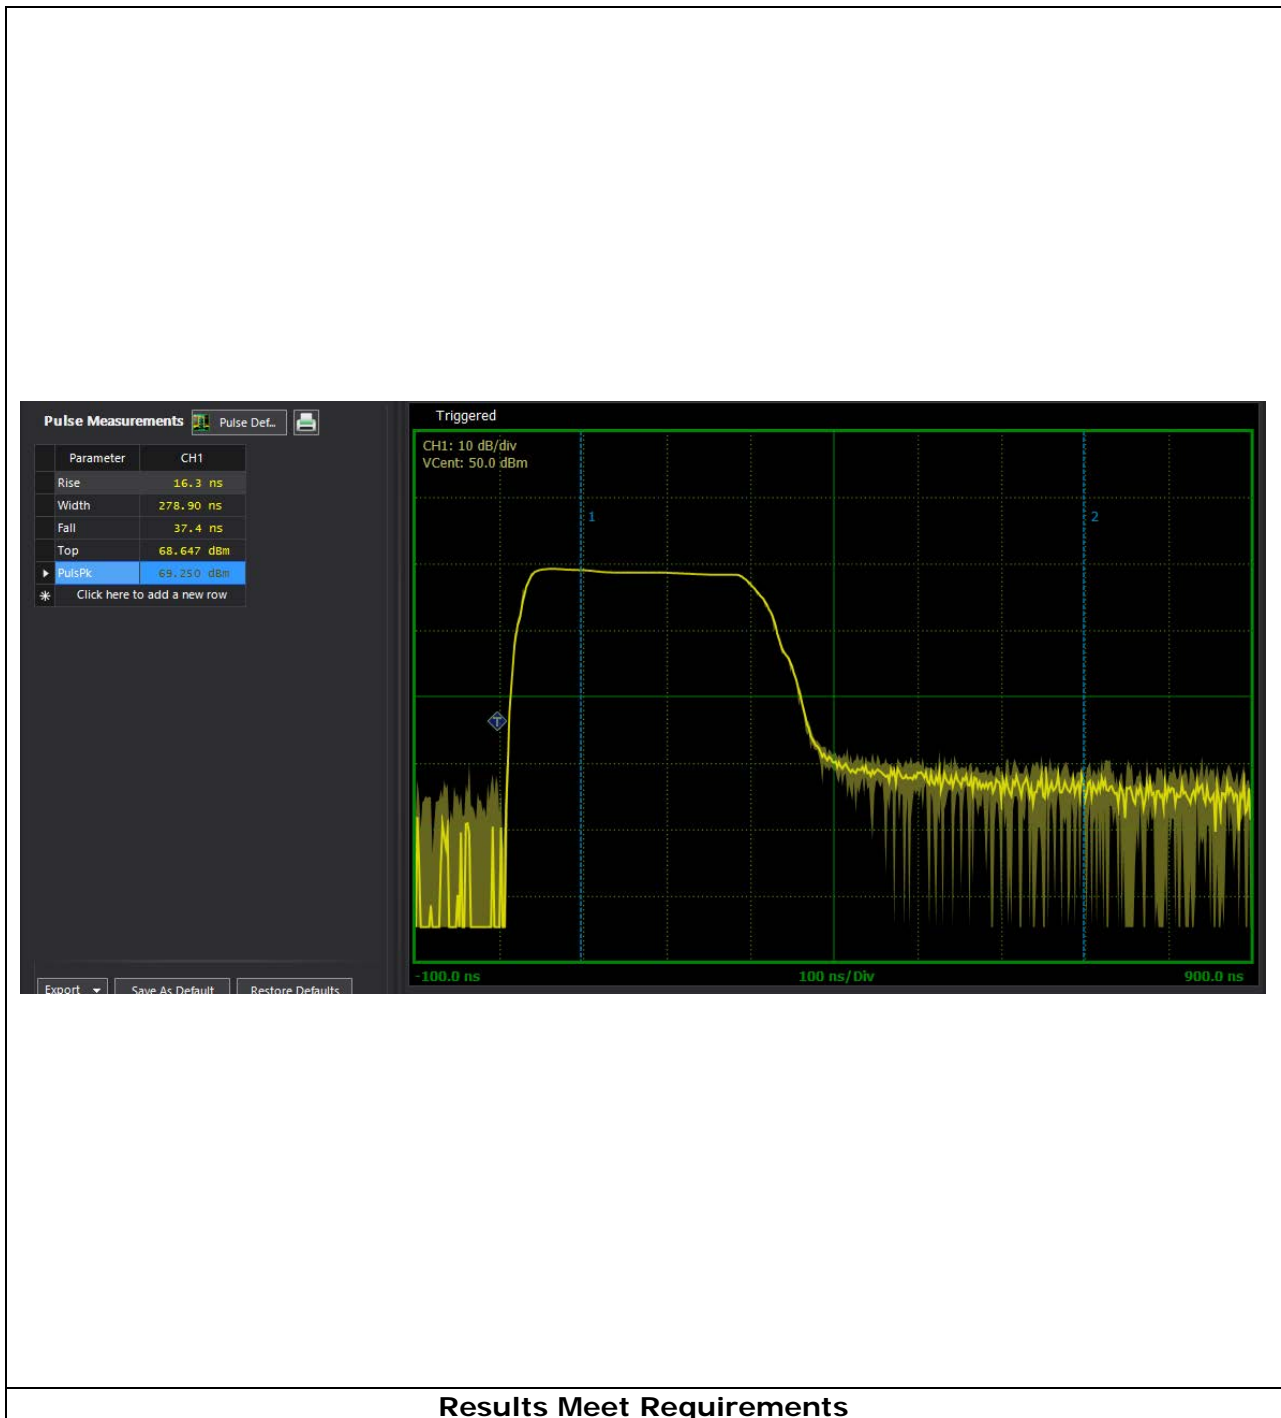 Pulse Measurements Pulse Def...
Parameter CH1
Rise 16.3 ns
Width 278.90 ns
Fall 37.4 ns
Top 68.647 dBm
PulsPk 69.250 dBm
Click here to add a new row
Export Save As Default Restore Defaults
Triggered
CH1: 10 dB/div
VCent: 50.0 dBm
1
2
T
-100.0 ns 100 ns/Div 900.0 ns
Results Meet Requirements